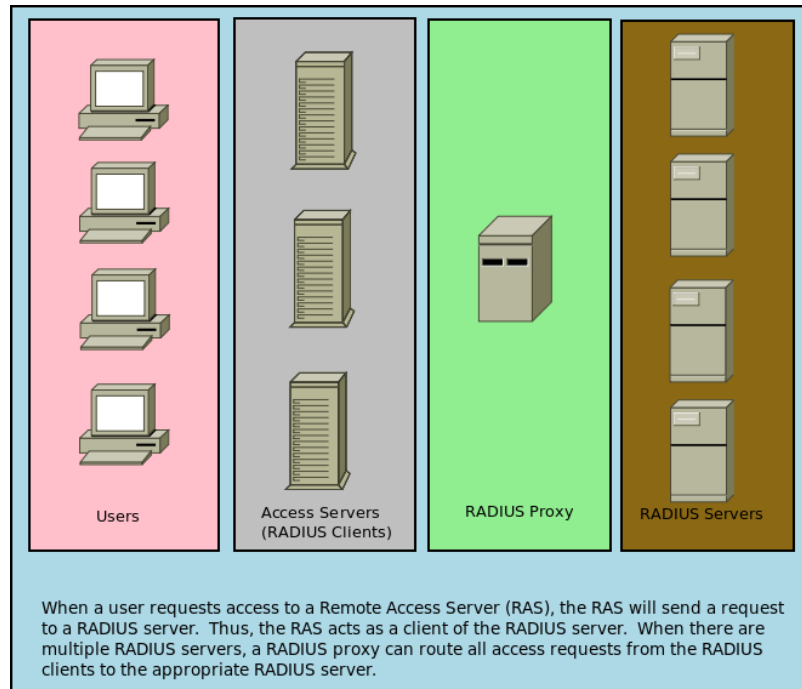 Users
Access Servers
(RADIUS Clients)
RADIUS Proxy
RADIUS Servers
When a user requests access to a Remote Access Server (RAS), the RAS will send a request
to a RADIUS server.  Thus, the RAS acts as a client of the RADIUS server.  When there are
multiple RADIUS servers, a RADIUS proxy can route all access requests from the RADIUS
clients to the appropriate RADIUS server.